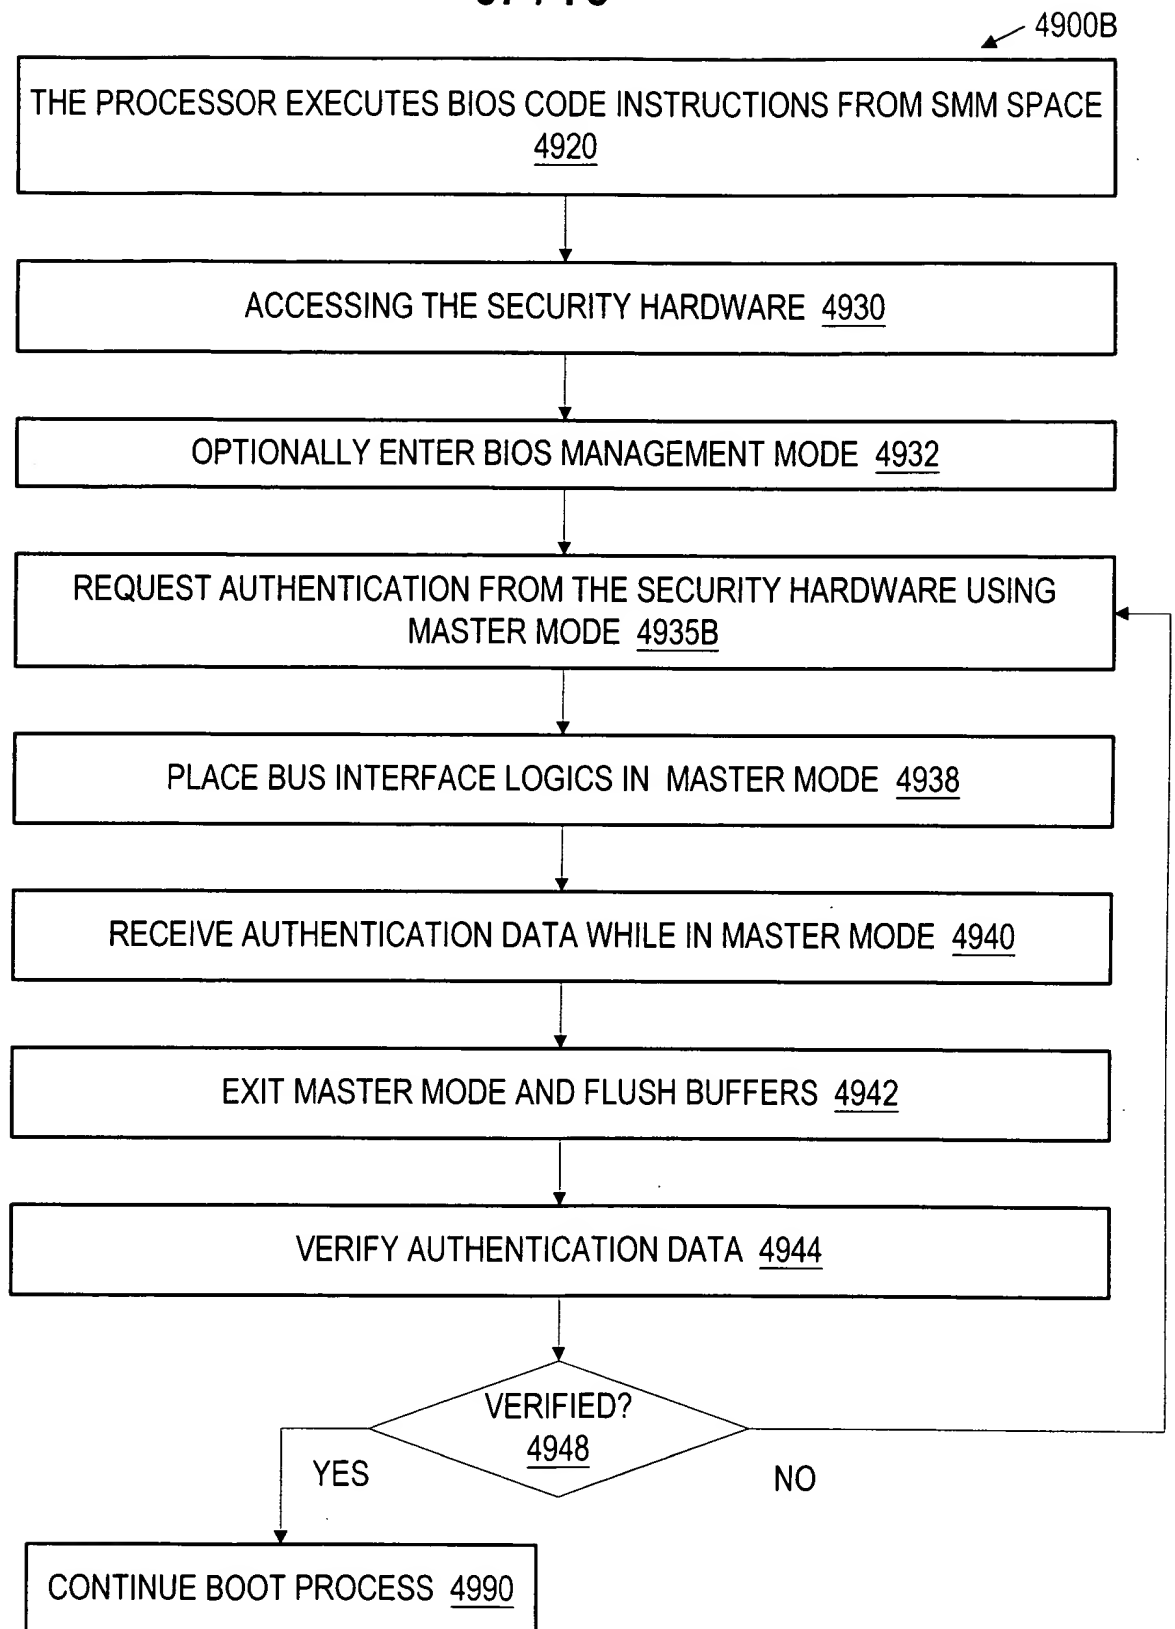 4900B
THE PROCESSOR EXECUTES BIOS CODE INSTRUCTIONS FROM SMM SPACE
4920
ACCESSING THE SECURITY HARDWARE 4930
OPTIONALLY ENTER BIOS MANAGEMENT MODE 4932
REQUEST AUTHENTICATION FROM THE SECURITY HARDWARE USING
MASTER MODE 4935B
PLACE BUS INTERFACE LOGICS IN MASTER MODE 4938
RECEIVE AUTHENTICATION DATA WHILE IN MASTER MODE 4940
EXIT MASTER MODE AND FLUSH BUFFERS 4942
VERIFY AUTHENTICATION DATA 4944
VERIFIED?
4948
YES
NO
CONTINUE BOOT PROCESS 4990